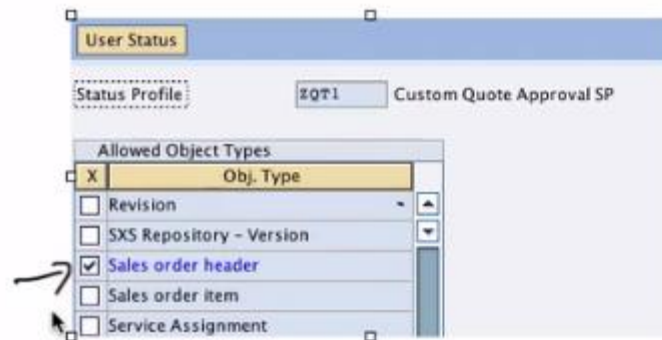 User Status
Status Profile ZQT1 Custom Quote Approval SP
Allowed Object Types
X Obj. Type
Revision
SXS Repository - Version
Sales order header
Sales order item
Service Assignment